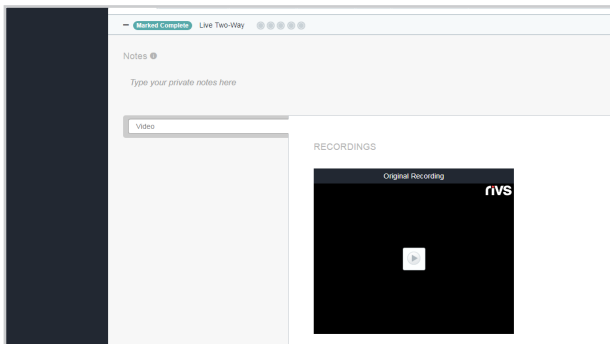 Marked Complete Live Two-Way
Notes
Type your private notes here
Video
RECORDINGS
Original Recording
rivs